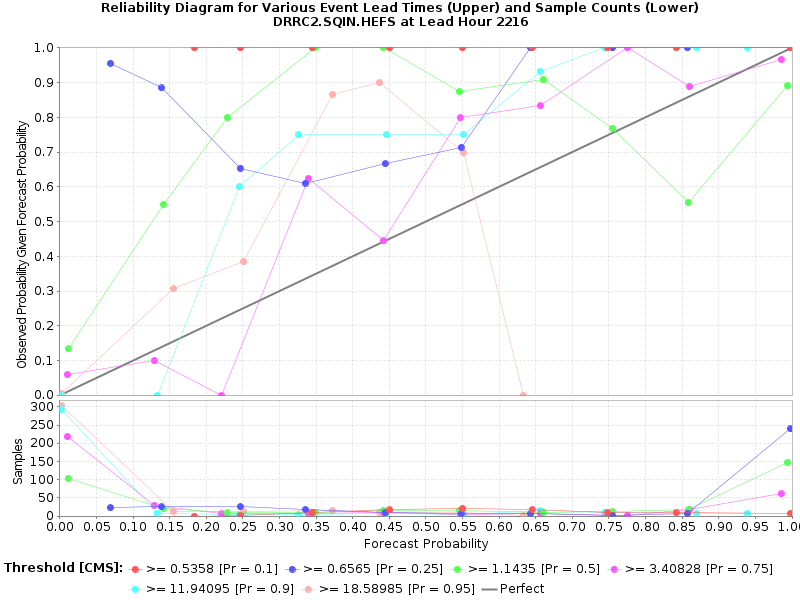 Reliability Diagram for Various Event Lead Times (Upper) and Sample Counts (Lower)
DRRC2.SQIN.HEFS at Lead Hour 2216
Observed Probability Given Forecast Probability
1.0
0.9
0.8
0.7
0.6
0.5
0.4
0.3
0.2
0.1
0.0
Samples
300
250
200
150
100
50
0
0.00 0.05 0.10 0.15 0.20 0.25 0.30 0.35 0.40 0.45 0.50 0.55 0.60 0.65 0.70 0.75 0.80 0.85 0.90 0.95 1.0
Forecast Probability
Threshold [CMS]: >= 0.5358 [Pr = 0.1] >= 0.6565 [Pr = 0.25] >= 1.1435 [Pr = 0.5] >= 3.40828 [Pr = 0.75]
>= 11.94095 [Pr = 0.9] >= 18.58985 [Pr = 0.95] Perfect